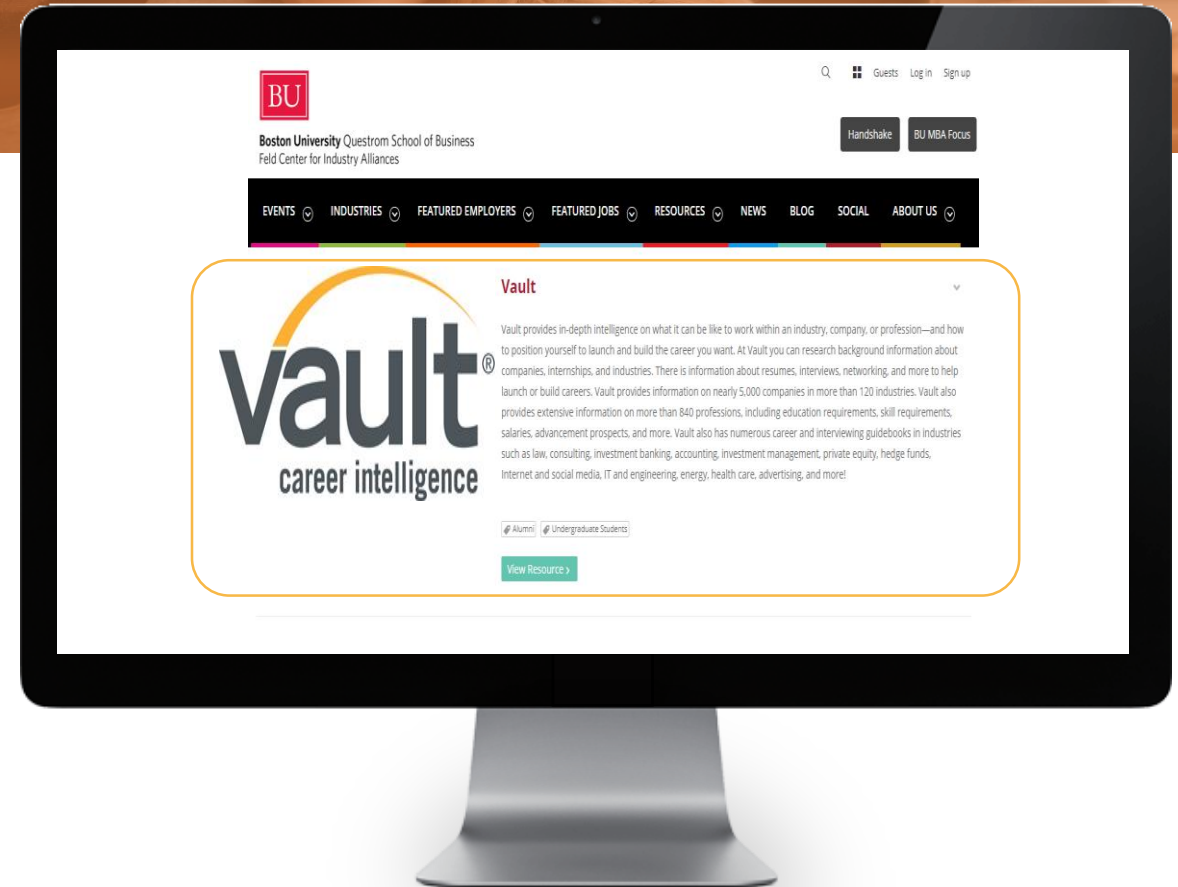 BU
Guests Log in Sign up
Boston University Questrom School of Business
Feld Center for Industry Alliances
Handshake BU MBA Focus
EVENTS INDUSTRIES FEATURED EMPLOYERS FEATURED JOBS RESOURCES NEWS BLOG SOCIAL ABOUT US
vault®
career intelligence
Vault
Vault provides in-depth intelligence on what it can be like to work within an industry, company, or profession—and how
to position yourself to launch and build the career you want. At Vault you can research background information about
companies, internships, and industries. There is information about resumes, interviews, networking, and more to help
launch or build careers. Vault provides information on nearly 5,000 companies in more than 120 industries. Vault also
provides extensive information on more than 840 professions, including education requirements, skill requirements,
salaries, advancement prospects, and more. Vault also has numerous career and interviewing guidebooks in industries
such as law, consulting, investment banking, accounting, investment management, private equity, hedge funds,
Internet and social media, IT and engineering, energy, health care, advertising, and more!
Alumni Undergraduate Students
View Resource ›